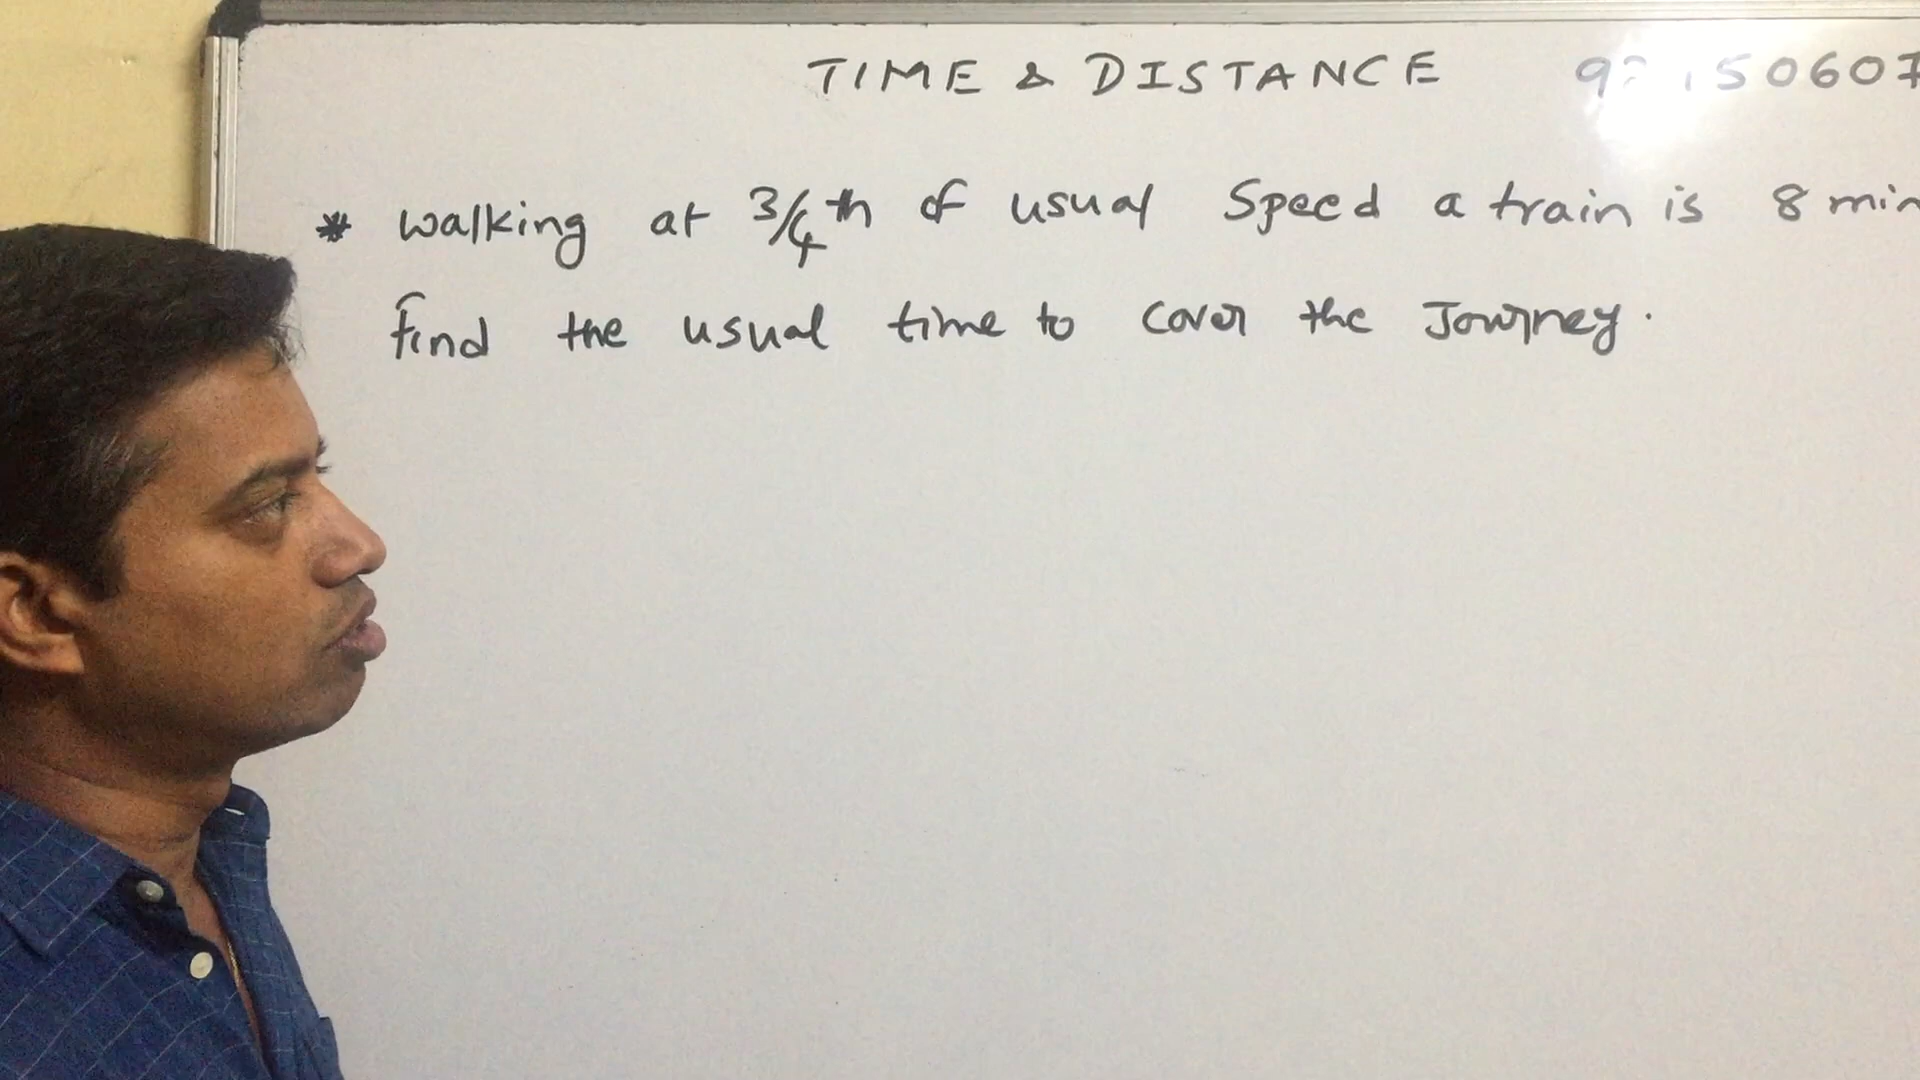 TIME & DISTANCE
* Walking at 3/4th of usual Speed a train is 8 min
find the usual time to cover the Journey.